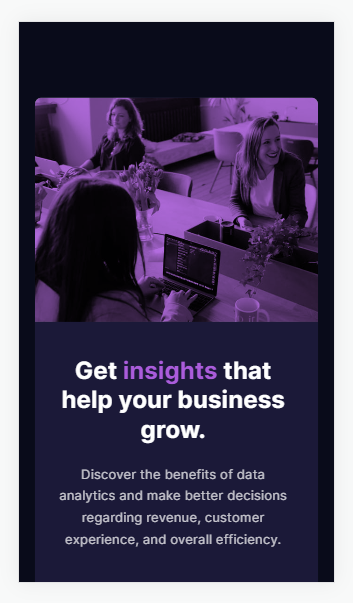 Get insights that
help your business
grow.
Discover the benefits of data
analytics and make better decisions
regarding revenue, customer
experience, and overall efficiency.